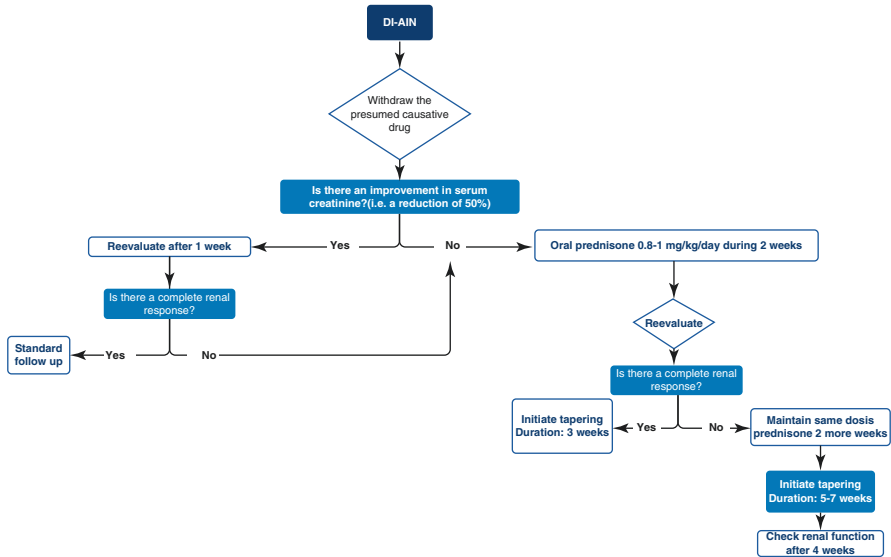 DI-AIN
Withdraw the
presumed causative
drug
Is there an improvement in serum
creatinine?(i.e. a reduction of 50%)
Reevaluate after 1 week
Yes
No
Oral prednisone 0.8-1 mg/kg/day during 2 weeks
Is there a complete renal
response?
Standard
follow up
Yes
No
Reevaluate
Is there a complete renal
response?
Initiate tapering
Duration: 3 weeks
Yes
No
Maintain same dosis
prednisone 2 more weeks
Initiate tapering
Duration: 5-7 weeks
Check renal function
after 4 weeks